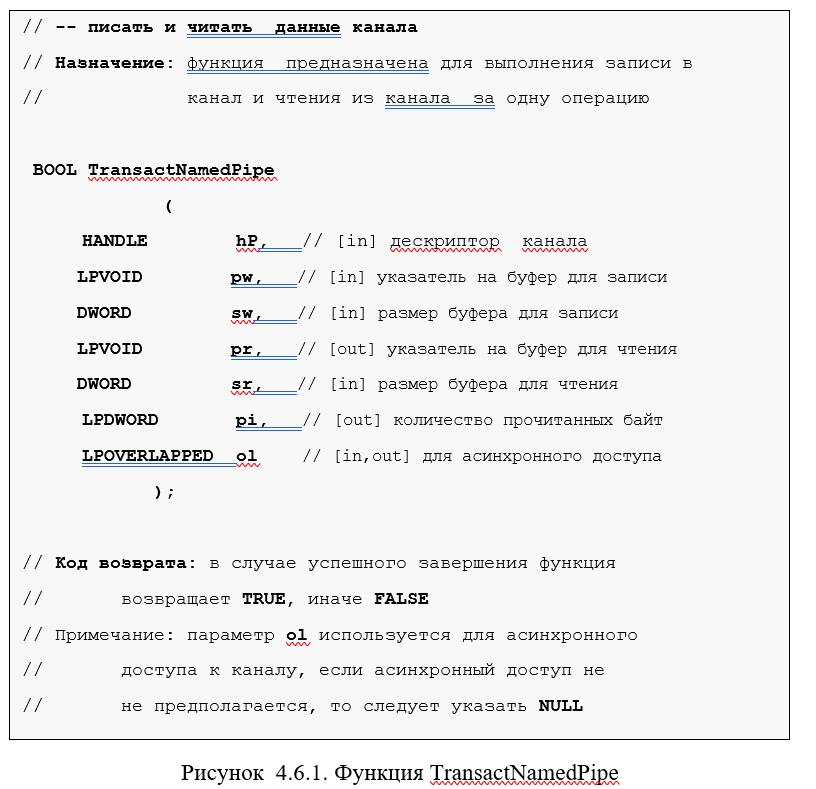 // -- писать и читать  данные канала
// Назначение: функция  предназначена для выполнения записи в
//             канал и чтения из канала  за одну операцию
BOOL TransactNamedPipe
(
HANDLE        hP,   // [in] дескриптор  канала
LPVOID        pw,   // [in] указатель на буфер для записи
DWORD         sw,   // [in] размер буфера для записи
LPVOID        pr,   // [out] указатель на буфер для чтения
DWORD         sr,   // [in] размер буфера для чтения
LPDWORD       pi,   // [out] количество прочитанных байт
LPOVERLAPPED  ol    // [in,out] для асинхронного доступа
);
// Код возврата: в случае успешного завершения функция
//       возвращает TRUE, иначе FALSE
// Примечание: параметр ol используется для асинхронного
//       доступа к каналу, если асинхронный доступ не
//       не предполагается, то следует указать NULL
Рисунок  4.6.1. Функция TransactNamedPipe